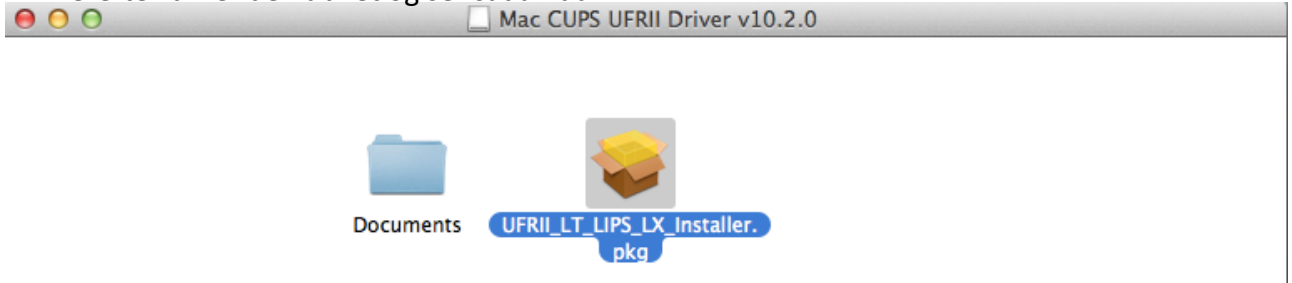 Mac CUPS UFRII Driver v10.2.0
Documents
UFRII_LT_LIPS_LX_Installer.
pkg